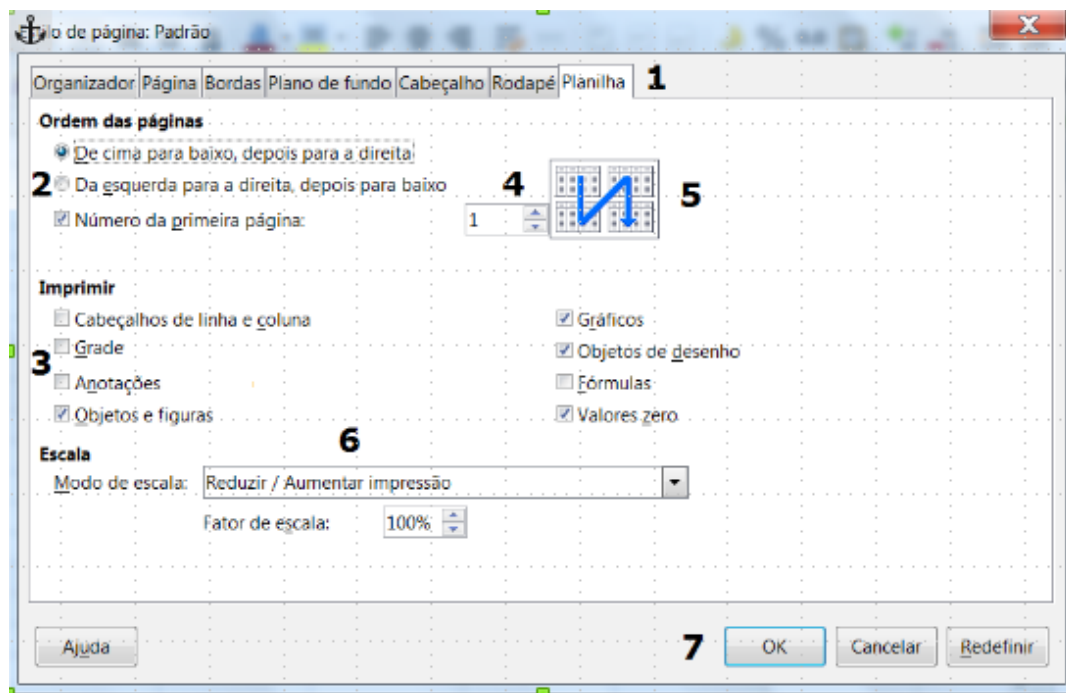 lo de página: Padrão
Organizador Página Bordas Plano de fundo Cabeçalho Rodapé Planilha 1
Ordem das páginas
De cima para baixo, depois para a direita
2 Da esquerda para a direita, depois para baixo 4 5
Número da primeira página: 1
Imprimir
Cabeçalhos de linha e coluna Gráficos
Grade Objetos de desenho
3
Anotações Fórmulas
Objetos e figuras Valores zero
6
Escala
Modo de escala: Reduzir / Aumentar impressão
Fator de escala: 100%
Ajuda 7 OK Cancelar Redefinir